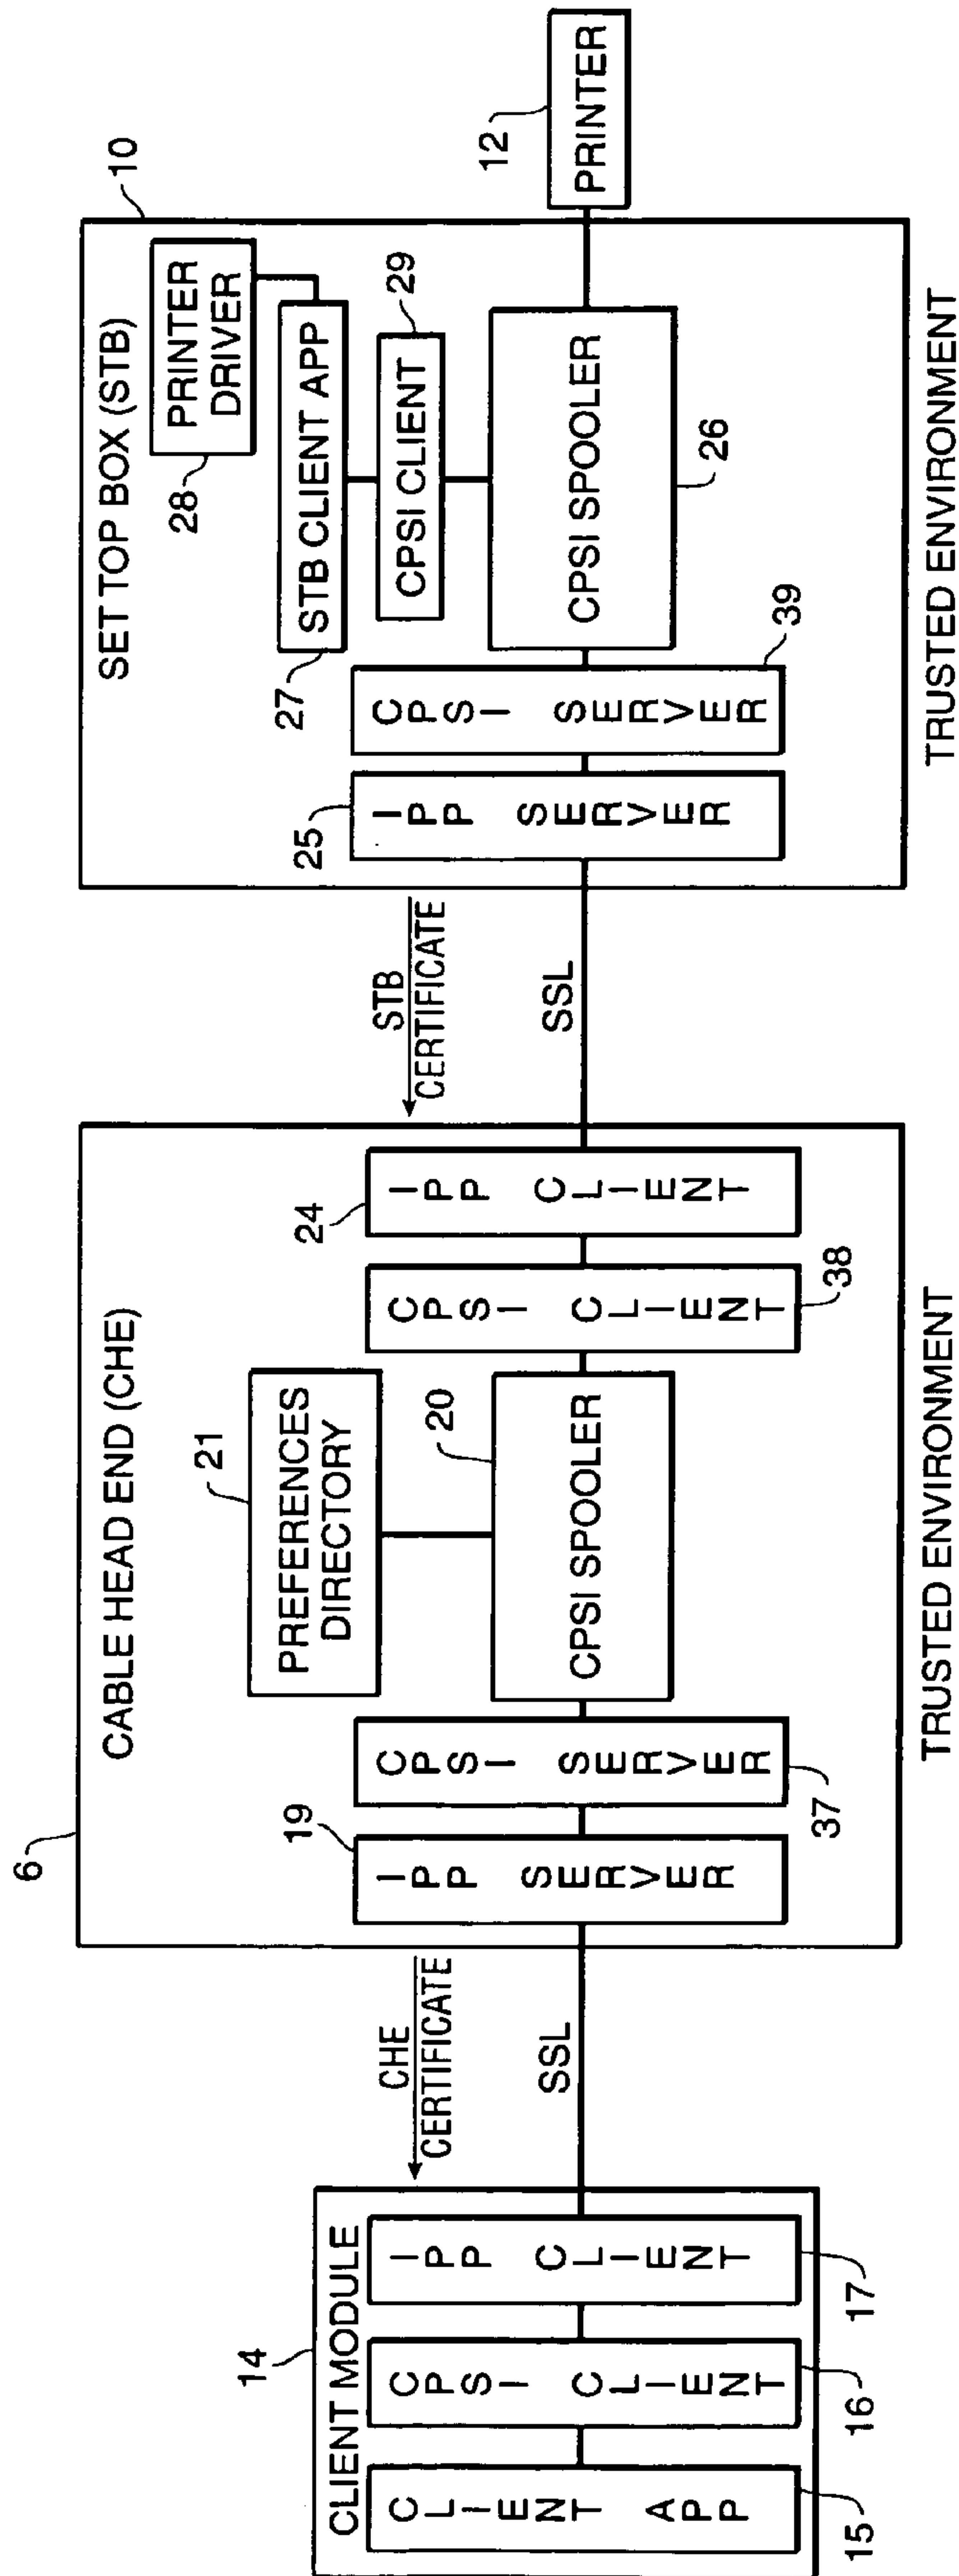 CLIENT MODULE
14
CLIENT APP
15
CPSI CLIENT
16
IPP CLIENT
17
CHE
CERTIFICATE
SSL
6
CABLE HEAD END (CHE)
19
IPP SERVER
CPSI SERVER
37
21
PREFERENCES
DIRECTORY
20
CPSI SPOOLER
CPSI CLIENT
38
24
IPP CLIENT
TRUSTED ENVIRONMENT
STB
CERTIFICATE
SSL
10
SET TOP BOX (STB)
25
IPP SERVER
CPSI SERVER
39
28
PRINTER
DRIVER
27
STB CLIENT APP
29
CPSI CLIENT
CPSI SPOOLER
26
TRUSTED ENVIRONMENT
12
PRINTER